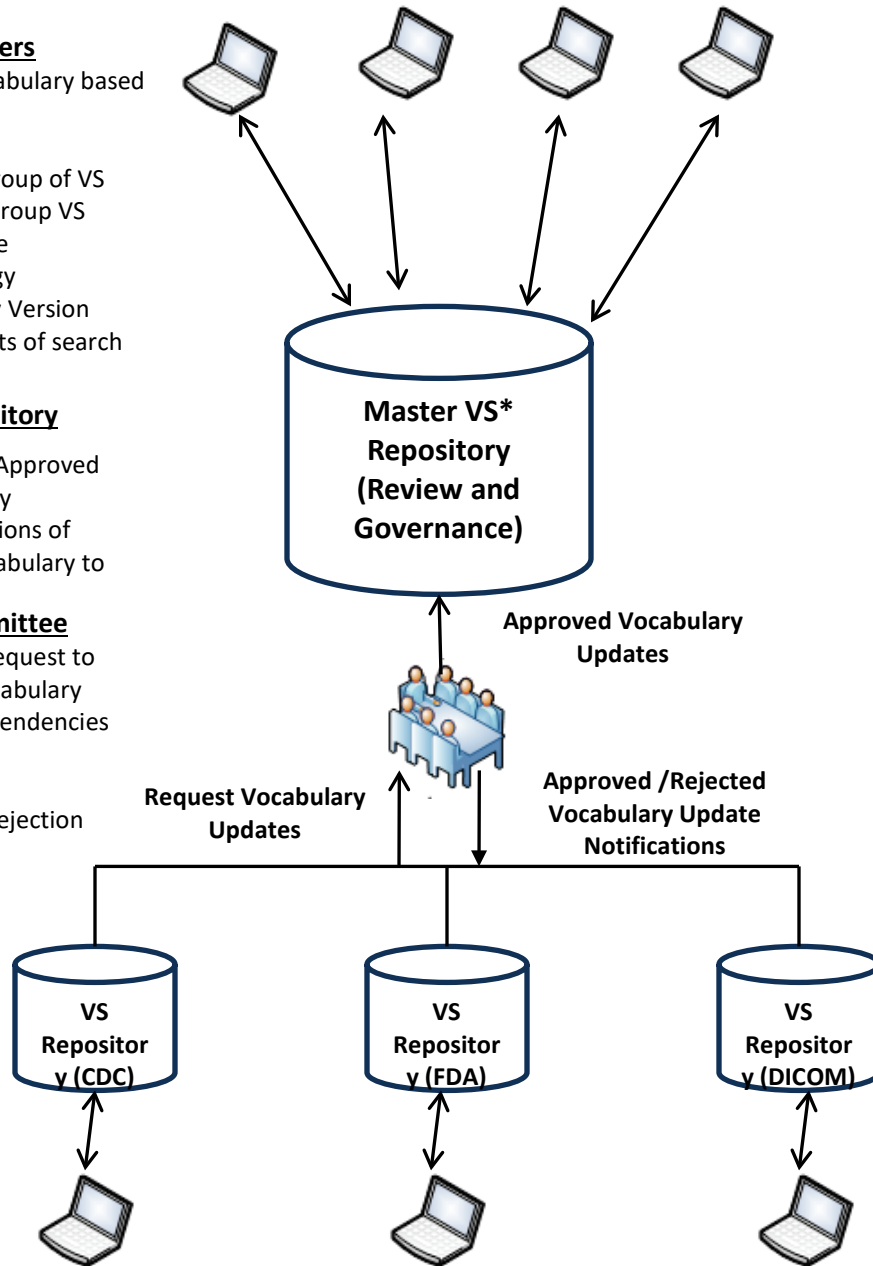 ers
abulary based
roup of VS
roup VS
e
gy
y Version
ts of search
itory
Approved
y
ions of
abulary to
mittee
equest to
abulary
endencies
ejection
Master VS*
Repository
(Review and
Governance)
Approved Vocabulary
Updates
Request Vocabulary
Updates
Approved /Rejected
Vocabulary Update
Notifications
VS
Repositor
y (CDC)
VS
Repositor
y (FDA)
VS
Repositor
y (DICOM)